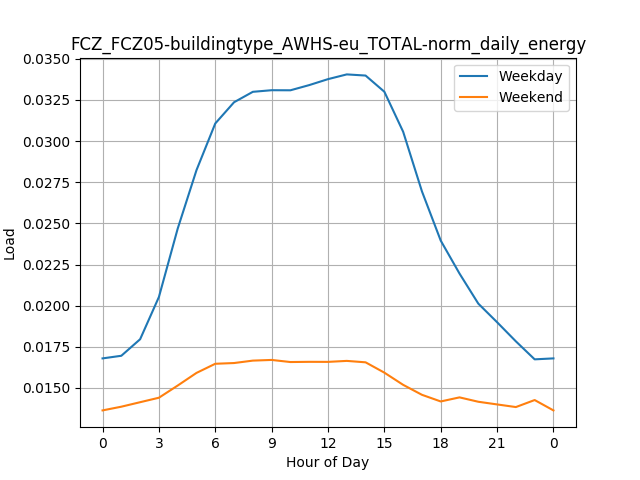 FCZ_FCZ05-buildingtype_AWHS-eu_TOTAL-norm_daily_energy
0.0350
0.0325
0.0300
0.0275
0.0250
0.0225
0.0200
0.0175
0.0150
Load
Weekday
Weekend
0 3 6 9 12 15 18 21 0
Hour of Day